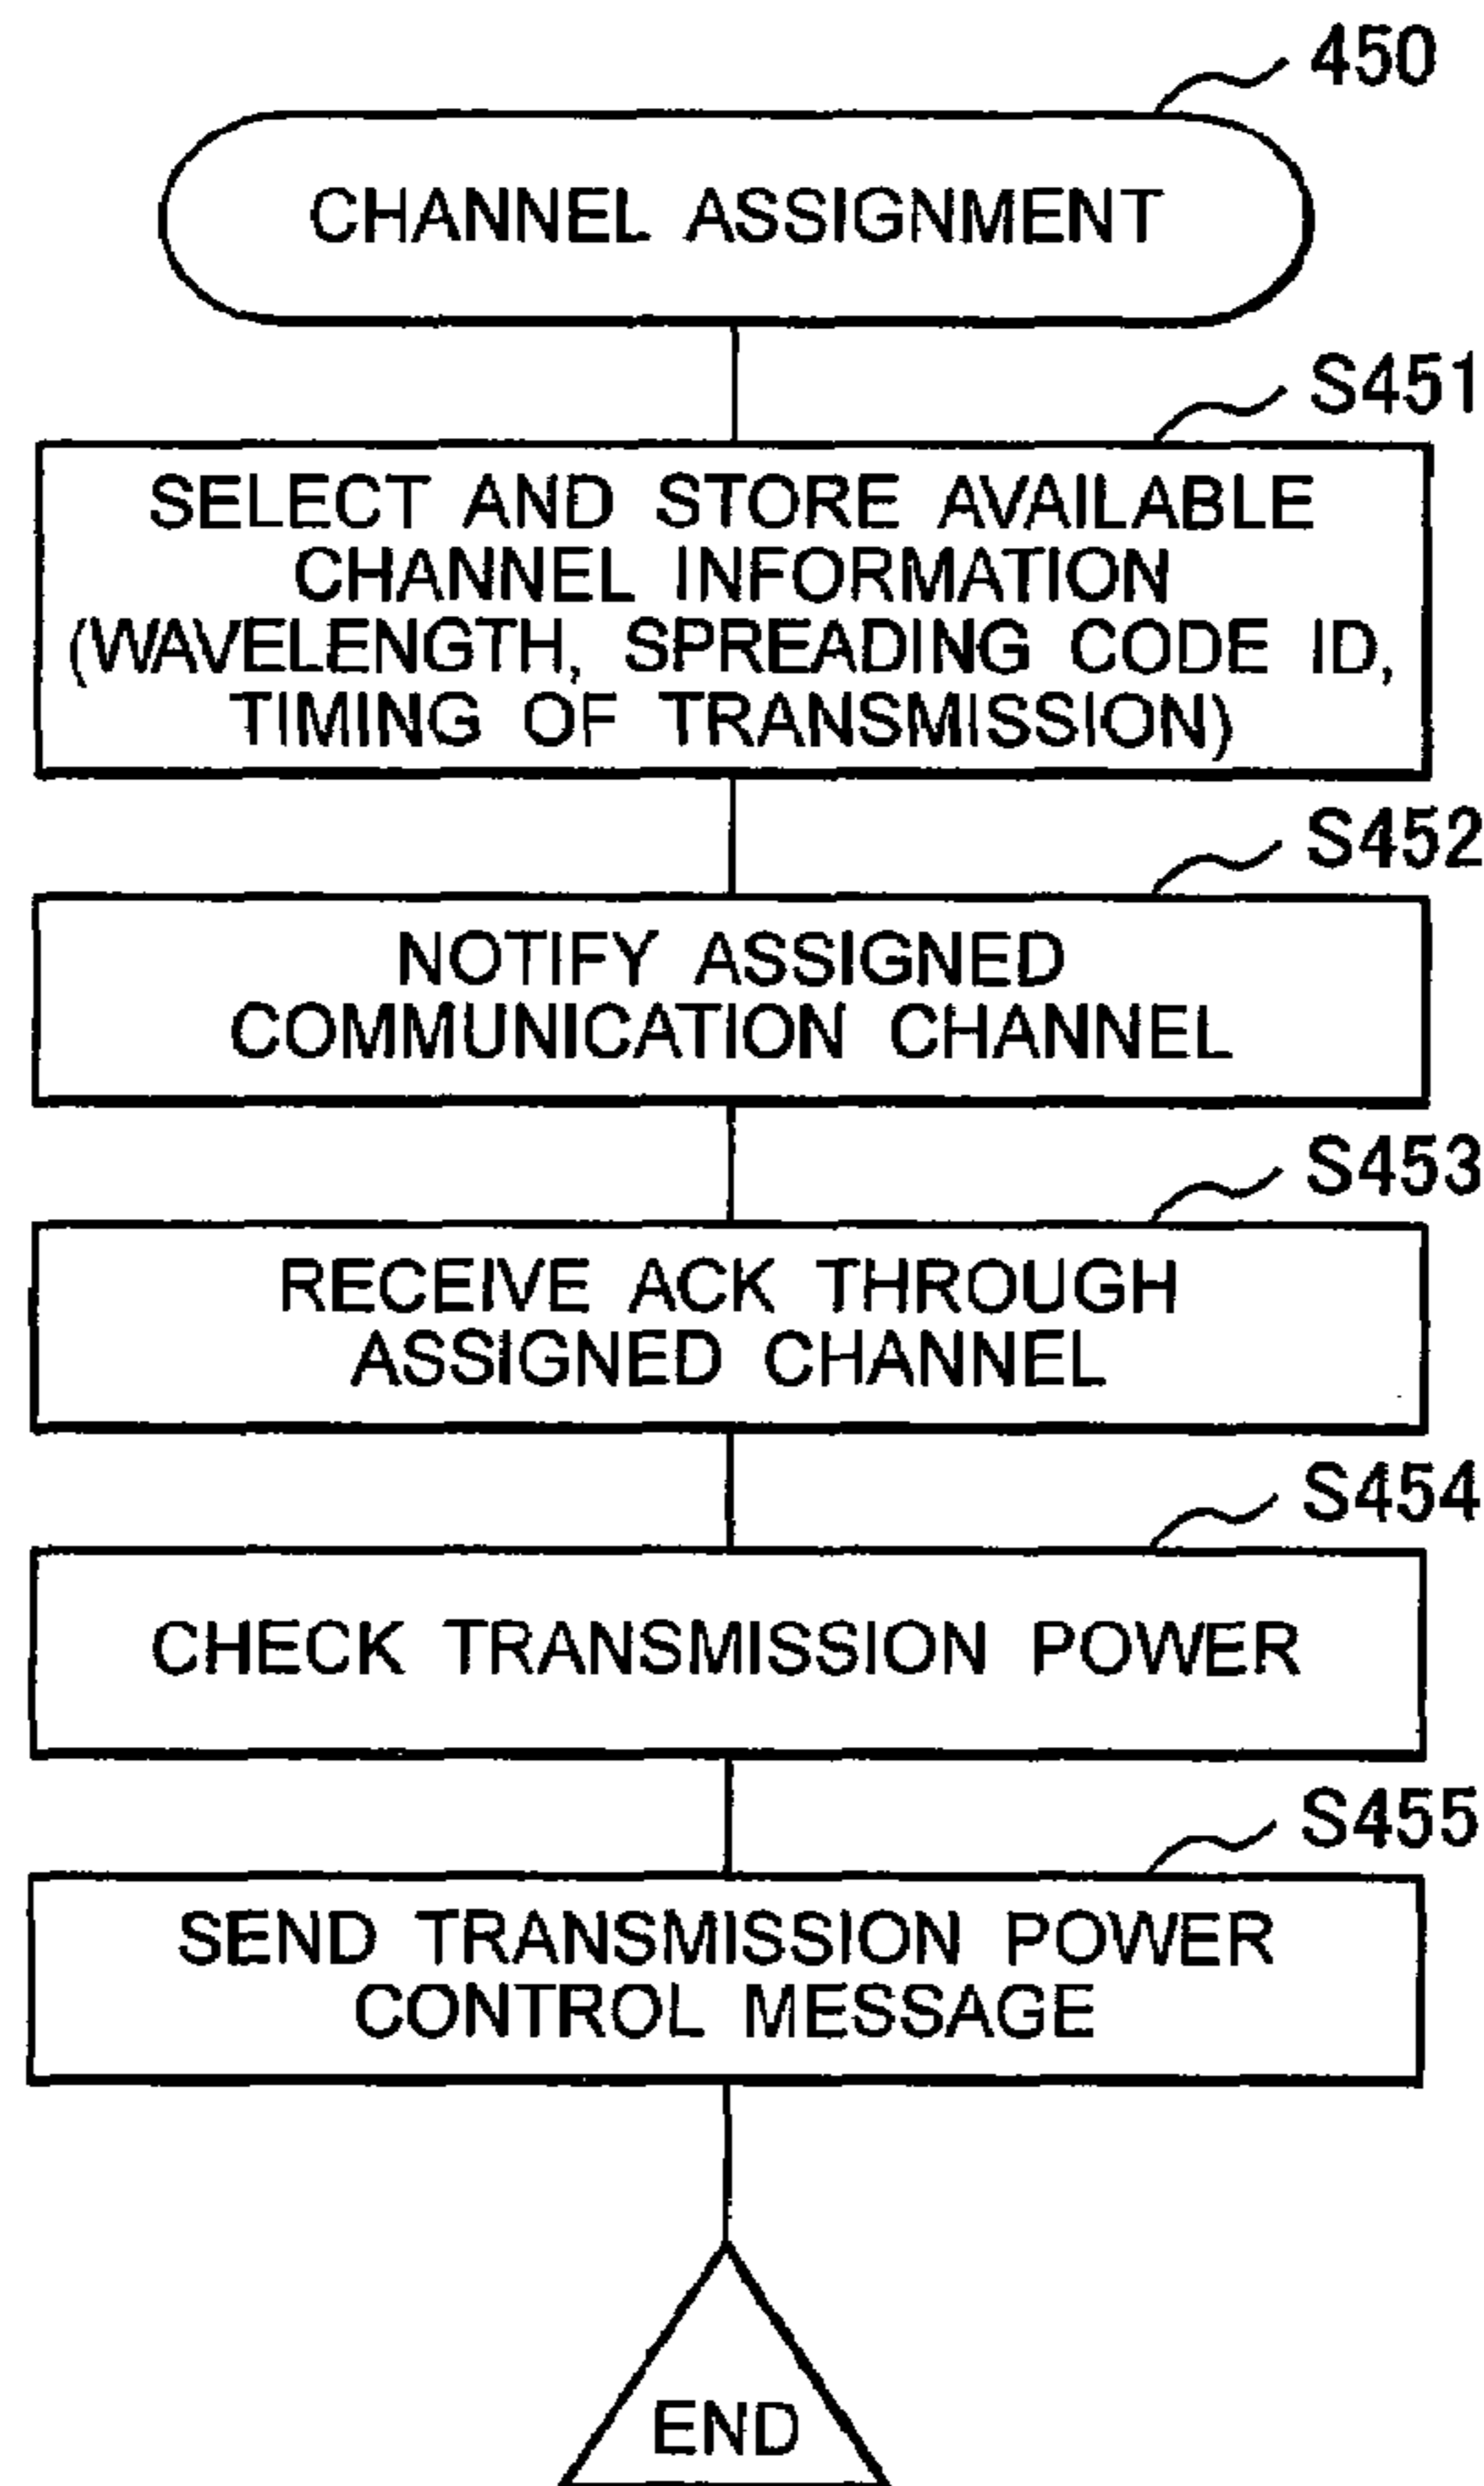 450
CHANNEL ASSIGNMENT
S451
SELECT AND STORE AVAILABLE
CHANNEL INFORMATION
(WAVELENGTH, SPREADING CODE ID,
TIMING OF TRANSMISSION)
S452
NOTIFY ASSIGNED
COMMUNICATION CHANNEL
S453
RECEIVE ACK THROUGH
ASSIGNED CHANNEL
S454
CHECK TRANSMISSION POWER
S455
SEND TRANSMISSION POWER
CONTROL MESSAGE
END